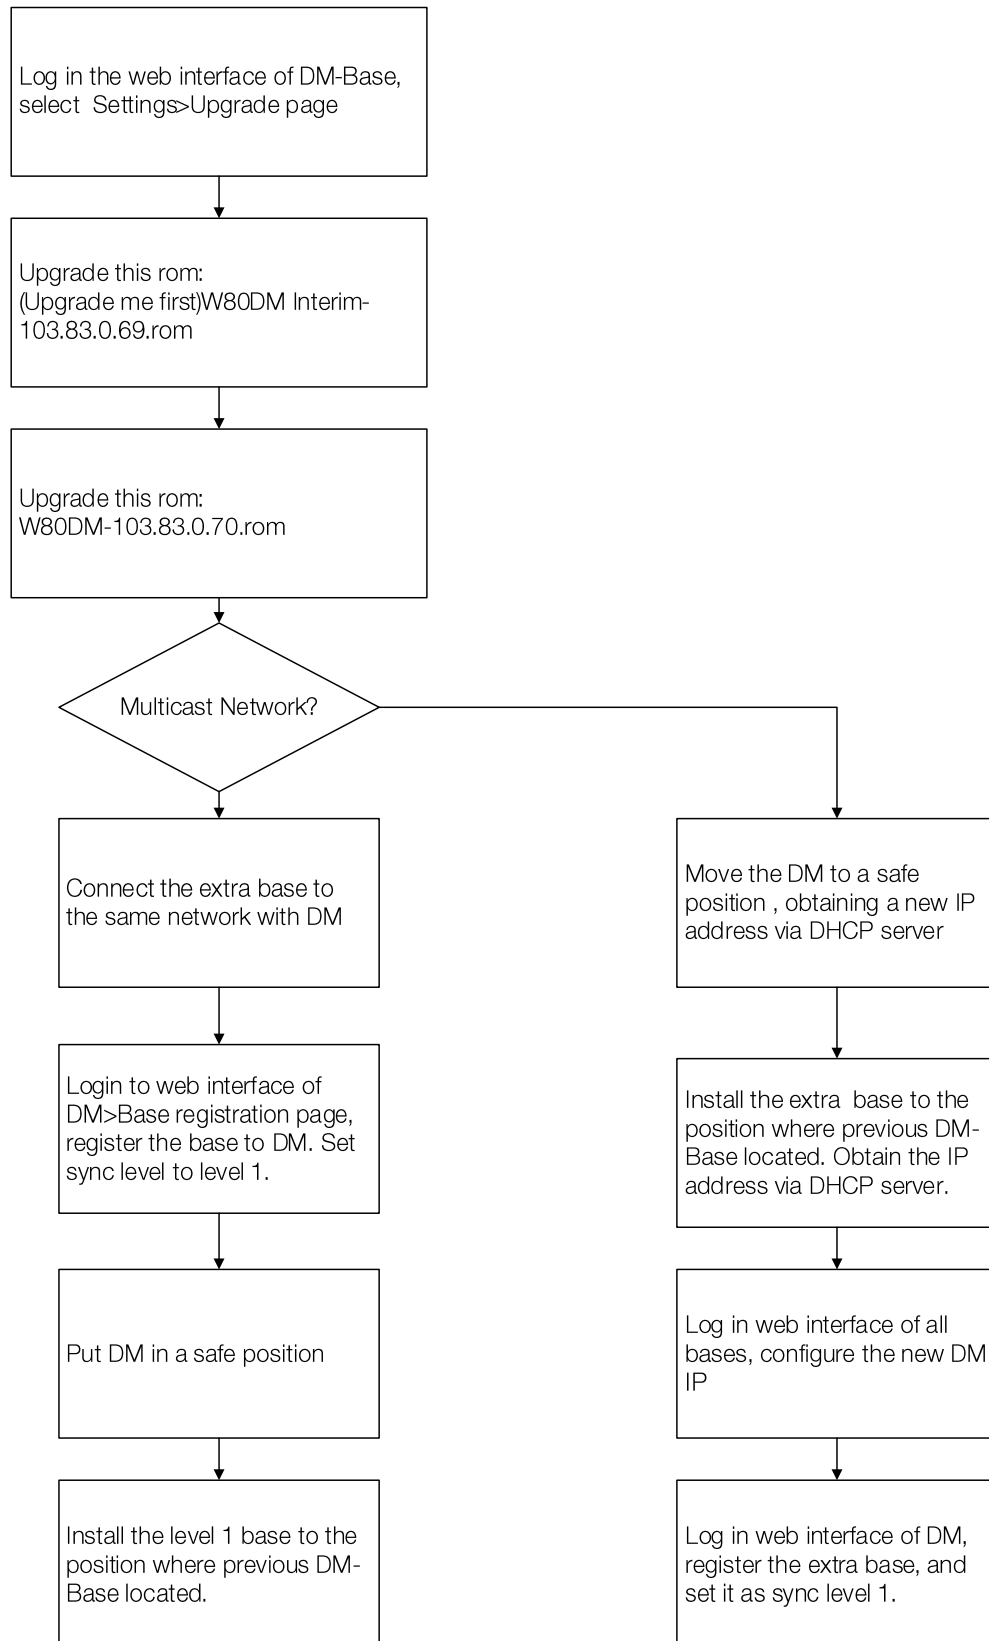 Log in the web interface of DM-Base,
select  Settings>Upgrade page
Upgrade this rom:
(Upgrade me first)W80DM Interim-
103.83.0.69.rom
Upgrade this rom:
W80DM-103.83.0.70.rom
Multicast Network?
Connect the extra base to
the same network with DM
Login to web interface of
DM>Base registration page,
register the base to DM. Set
sync level to level 1.
Put DM in a safe position
Install the level 1 base to the
position where previous DM-
Base located.
Move the DM to a safe
position , obtaining a new IP
address via DHCP server
Install the extra  base to the
position where previous DM-
Base located. Obtain the IP
address via DHCP server.
Log in web interface of all
bases, configure the new DM
IP
Log in web interface of DM,
register the extra base, and
set it as sync level 1.